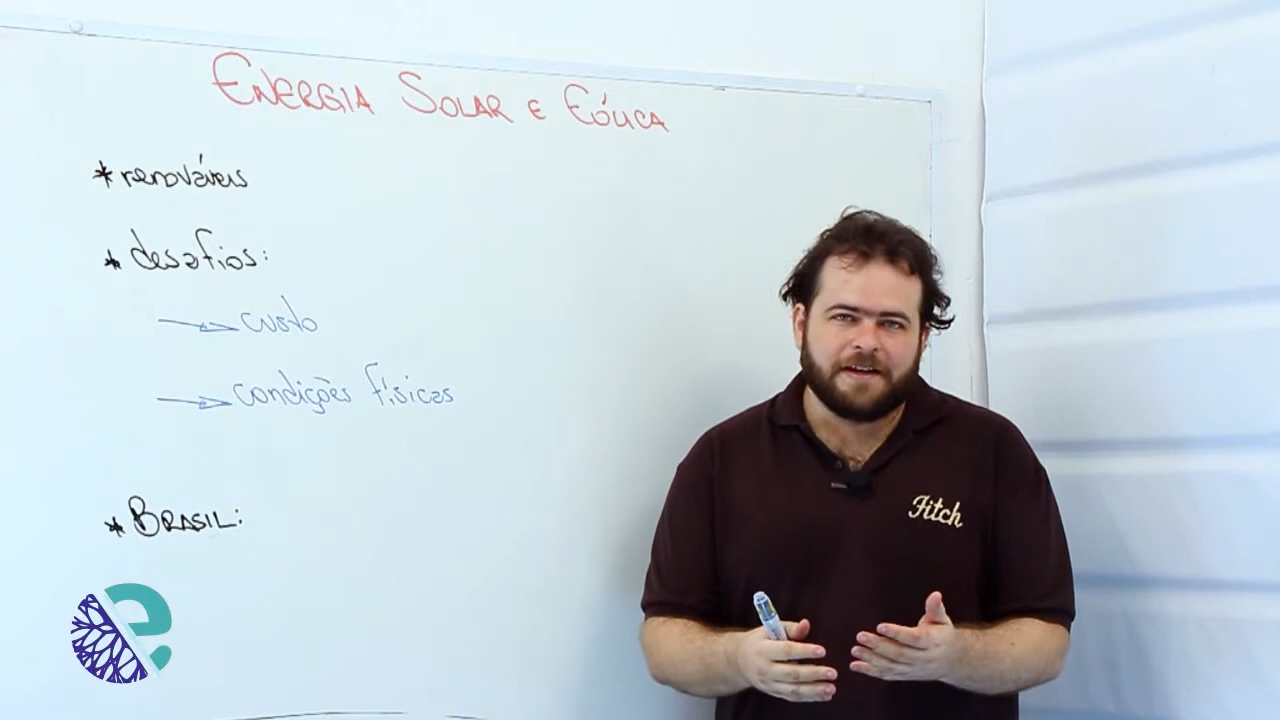 ENERGIA SOLAR E EÓLICA
* renováveis
* desafios:
→ custo
→ condições físicas
* BRASIL:
Fitch
e